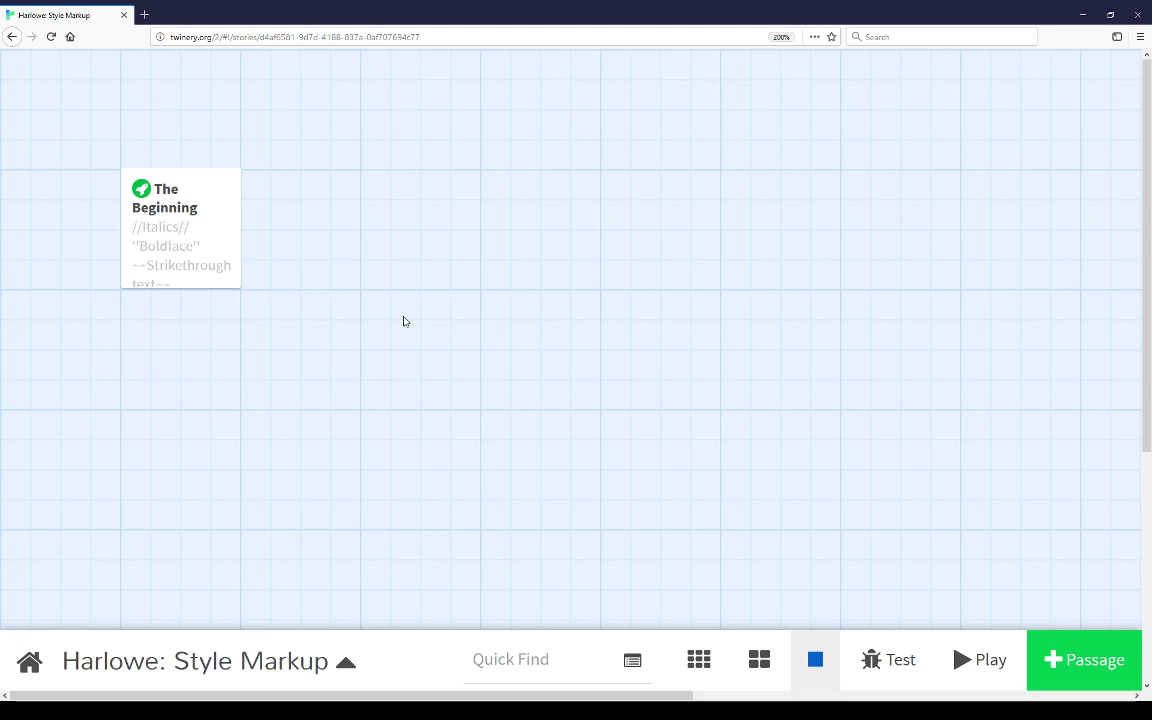 Harlowe: Style Markup
twinery.org/2/#!/stories/d4af6581-9d7d-4188-837a-0af707694c77
200%
Search
The
Beginning
//Italics//
''Boldface''
~~Strikethrough
text~~
Harlowe: Style Markup
Quick Find
Test
Play
Passage